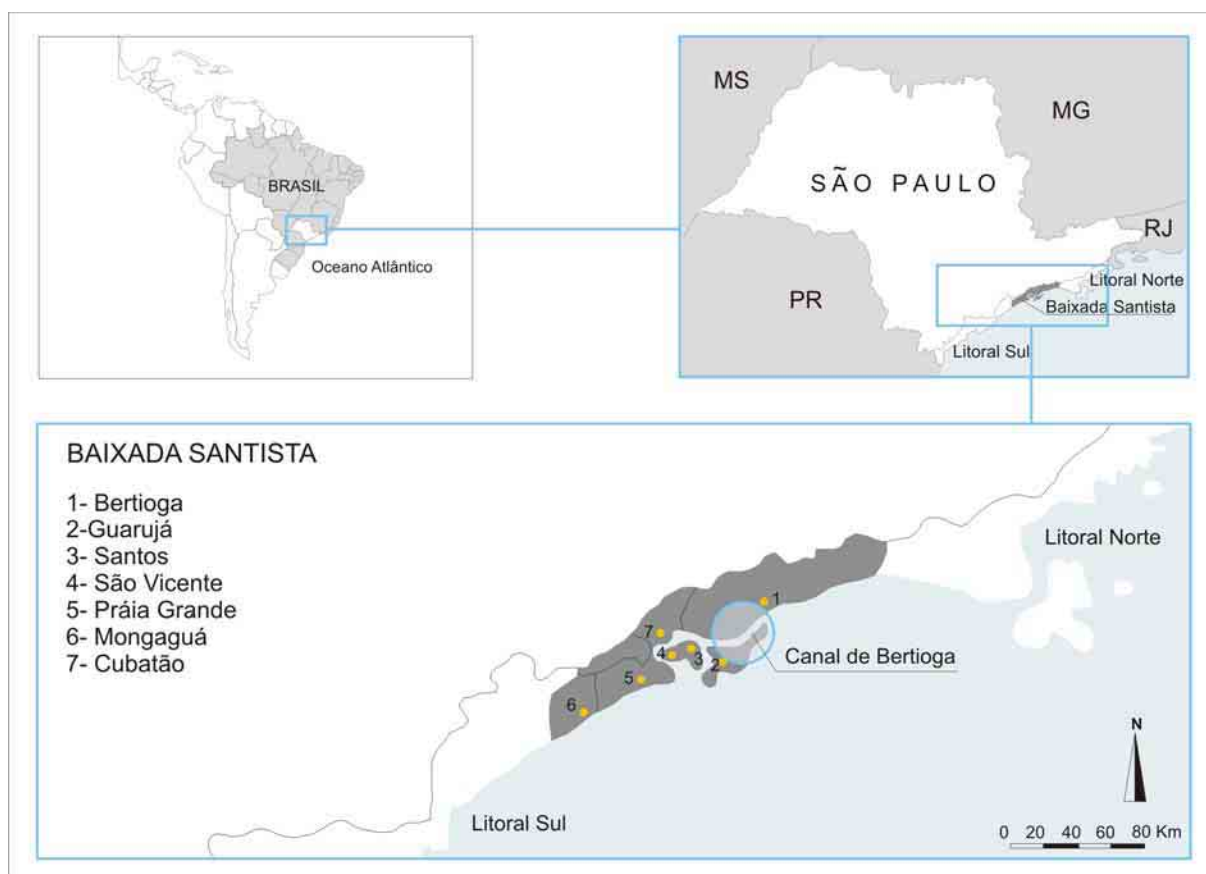 BRASIL
Oceano Atlântico
MS
MG
SÃO PAULO
RJ
PR
Litoral Norte
Baixada Santista
Litoral Sul
BAIXADA SANTISTA
1- Bertioga
2-Guarujá
3- Santos
4- São Vicente
5- Práia Grande
6- Mongaguá
7- Cubatão
Litoral Norte
1
7
4
3
2
Canal de Bertioga
5
6
N
Litoral Sul
0 20 40 60 80 Km